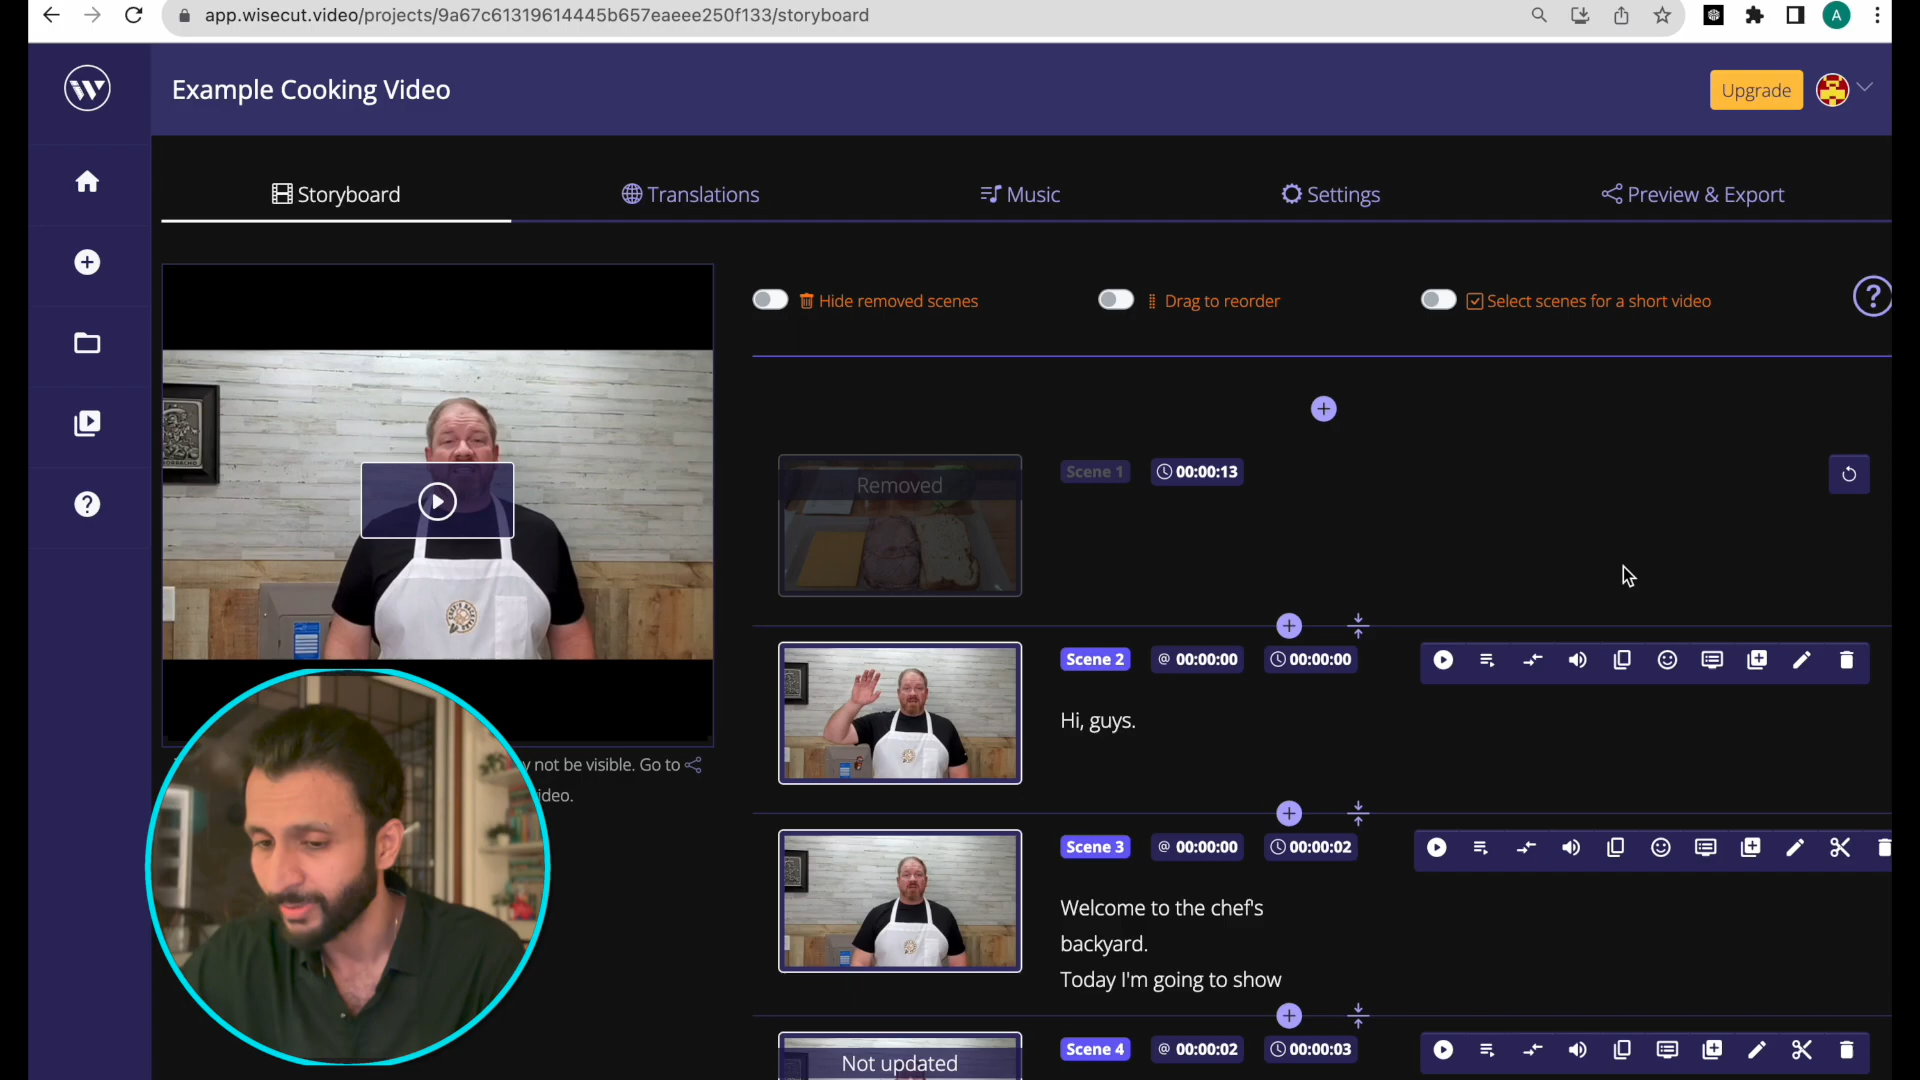 app.wisecut.video/projects/9a67c61319614445b657eaeee250f133/storyboard
A
Example Cooking Video
Upgrade
Storyboard
Translations
Music
Settings
Preview & Export
Hide removed scenes
Drag to reorder
Select scenes for a short video
?
Removed
Scene 1
00:00:13
Scene 2
@ 00:00:00
00:00:00
Hi, guys.
Scene 3
@ 00:00:00
00:00:02
Welcome to the chef's
backyard.
Today I'm going to show
not be visible. Go to
Scene 4
@ 00:00:02
00:00:03
Not updated